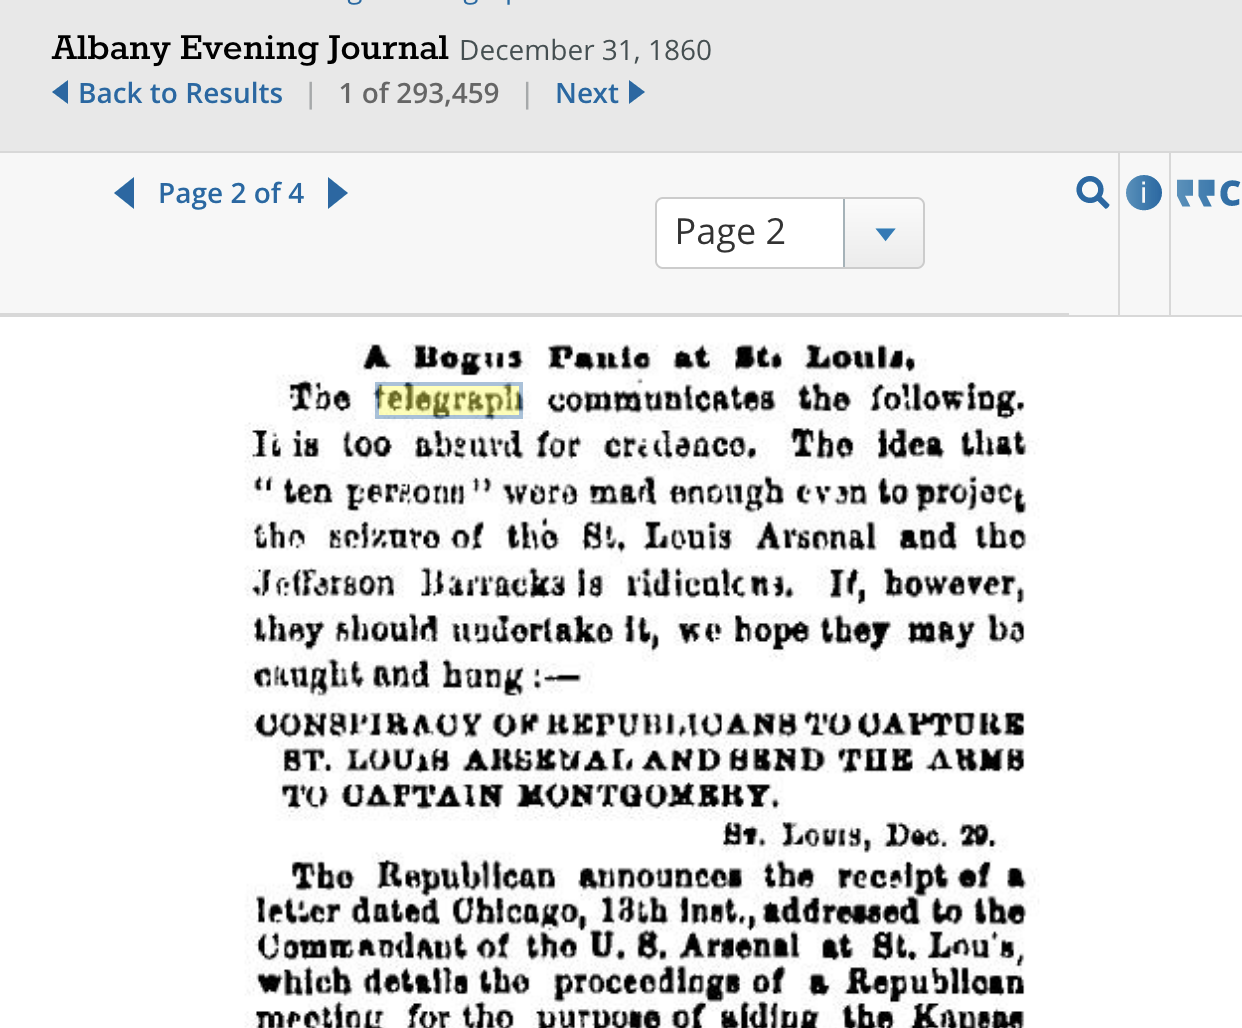 Albany Evening Journal December 31, 1860
Back to Results | 1 of 293,459 | Next
Page 2 of 4
Page 2
C
A Bogus Panic at St. Louis.
The telegraph communicates the following.
It is too absurd for credence. The idea that
“ten persons” were mad enough even to project
the seizure of the St. Louis Arsenal and the
Jefferson Barracks is ridiculous. If, however,
they should undertake it, we hope they may be
caught and hung :—
CONSPIRACY OF REPUBLICANS TO CAPTURE
ST. LOUIS ARSENAL AND SEND THE ARMS
TO CAPTAIN MONTGOMERY.
St. Louis, Dec. 29.
The Republican announces the receipt of a
letter dated Chicago, 13th inst., addressed to the
Commandant of the U. S. Arsenal at St. Louis,
which details the proceedings of a Republican
meeting for the purpose of aiding the Kansas